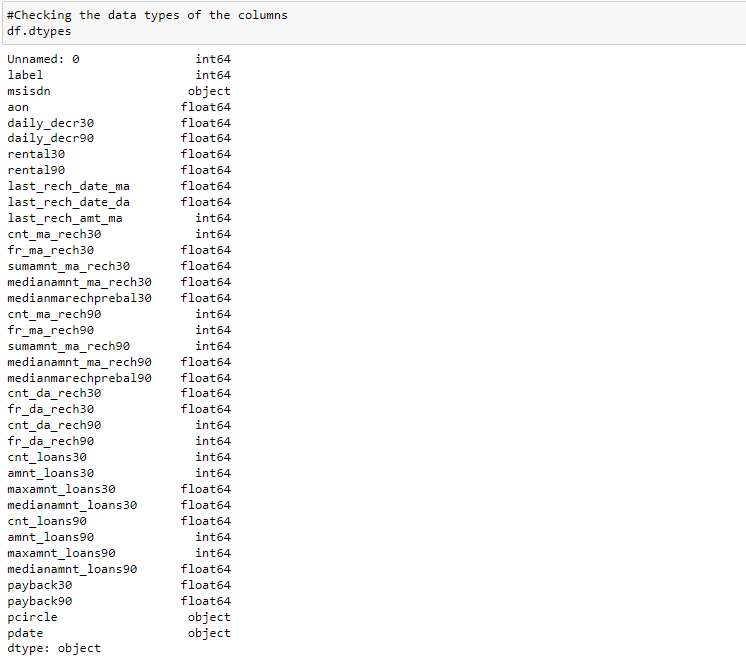 #Checking the data types of the columns
df.dtypes
Unnamed: 0 int64
label int64
msisdn object
aon float64
daily_decr30 float64
daily_decr90 float64
rental30 float64
rental90 float64
last_rech_date_ma float64
last_rech_date_da float64
last_rech_amt_ma int64
cnt_ma_rech30 int64
fr_ma_rech30 float64
sumamnt_ma_rech30 float64
medianamnt_ma_rech30 float64
medianmarechprebal30 float64
cnt_ma_rech90 int64
fr_ma_rech90 int64
sumamnt_ma_rech90 int64
medianamnt_ma_rech90 float64
medianmarechprebal90 float64
cnt_da_rech30 float64
fr_da_rech30 float64
cnt_da_rech90 int64
fr_da_rech90 int64
cnt_loans30 int64
amnt_loans30 int64
maxamnt_loans30 float64
medianamnt_loans30 float64
cnt_loans90 float64
amnt_loans90 int64
maxamnt_loans90 int64
medianamnt_loans90 float64
payback30 float64
payback90 float64
pcircle object
pdate object
dtype: object